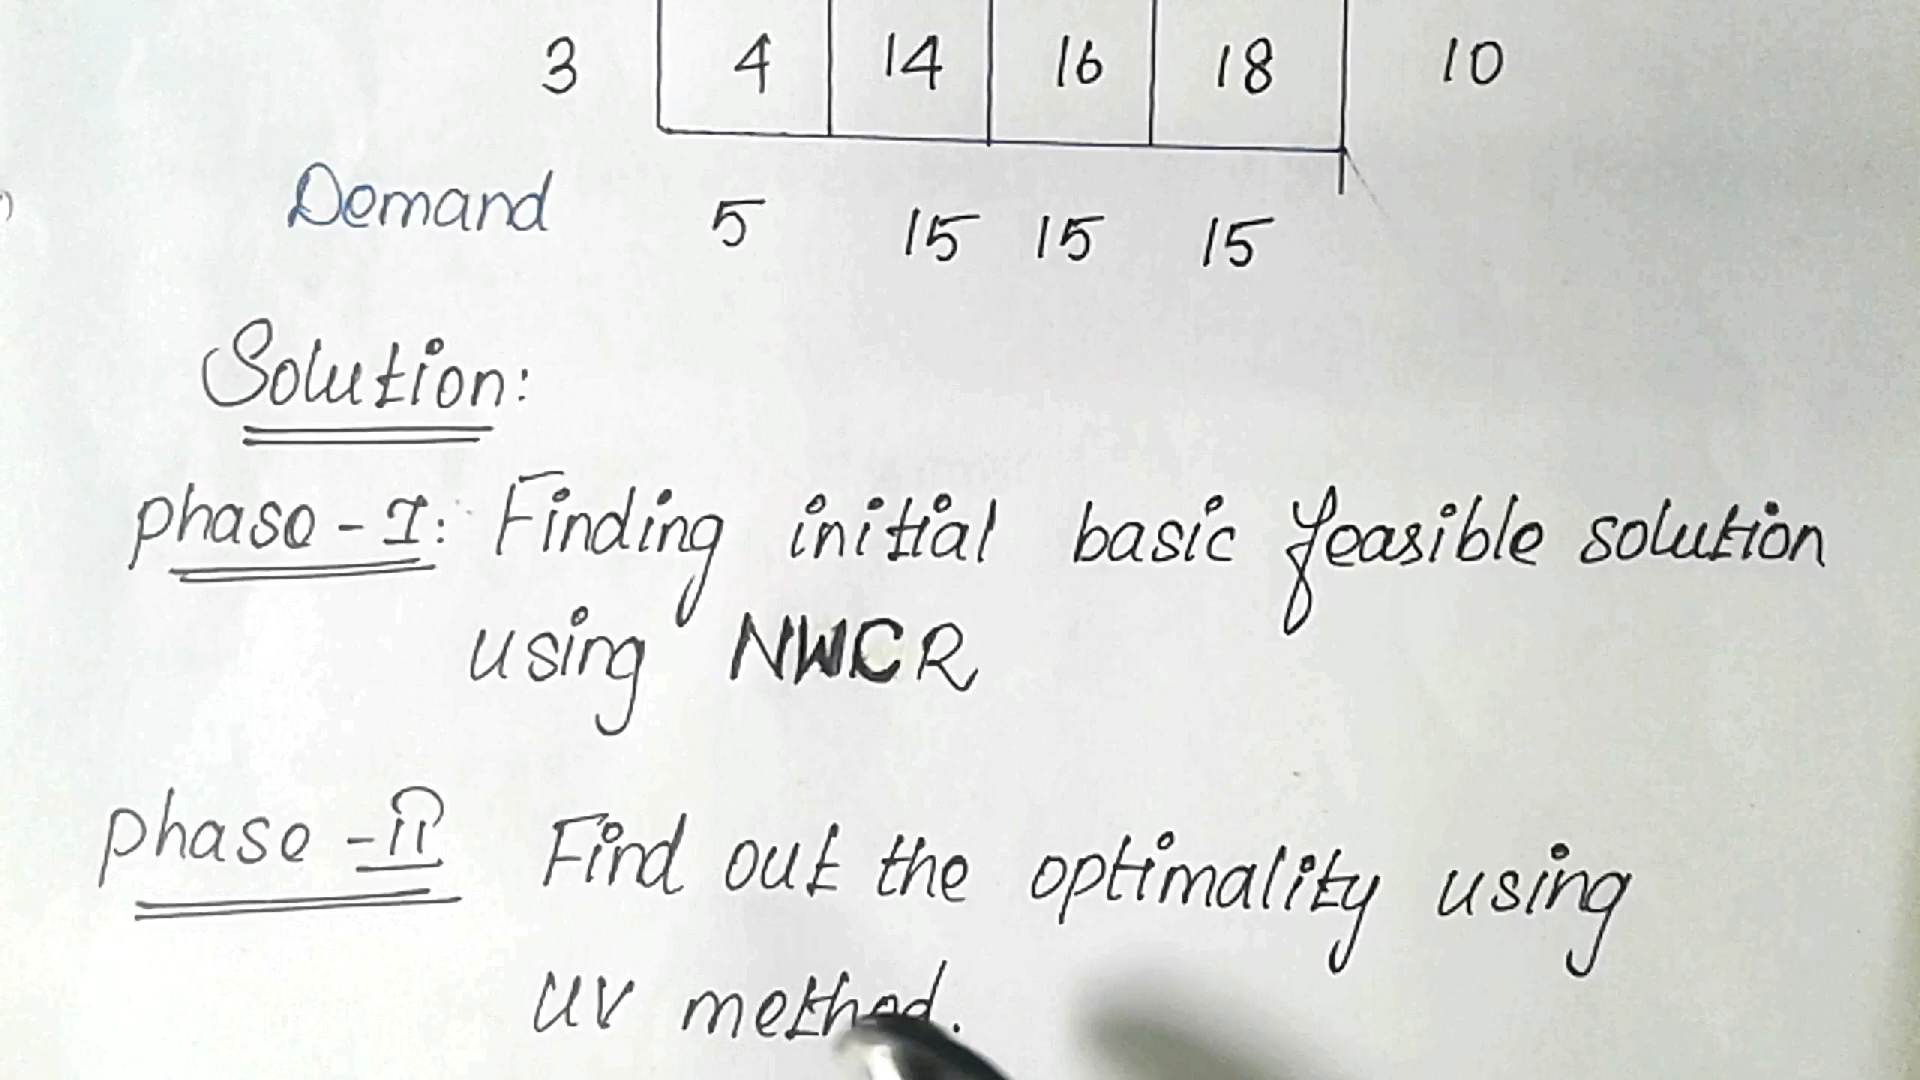 3 4 14 16 18 10
Demand 5 15 15 15
Solution:
phase - I: Finding initial basic feasible solution
using NWCR
phase - II Find out the optimality using
UV method.